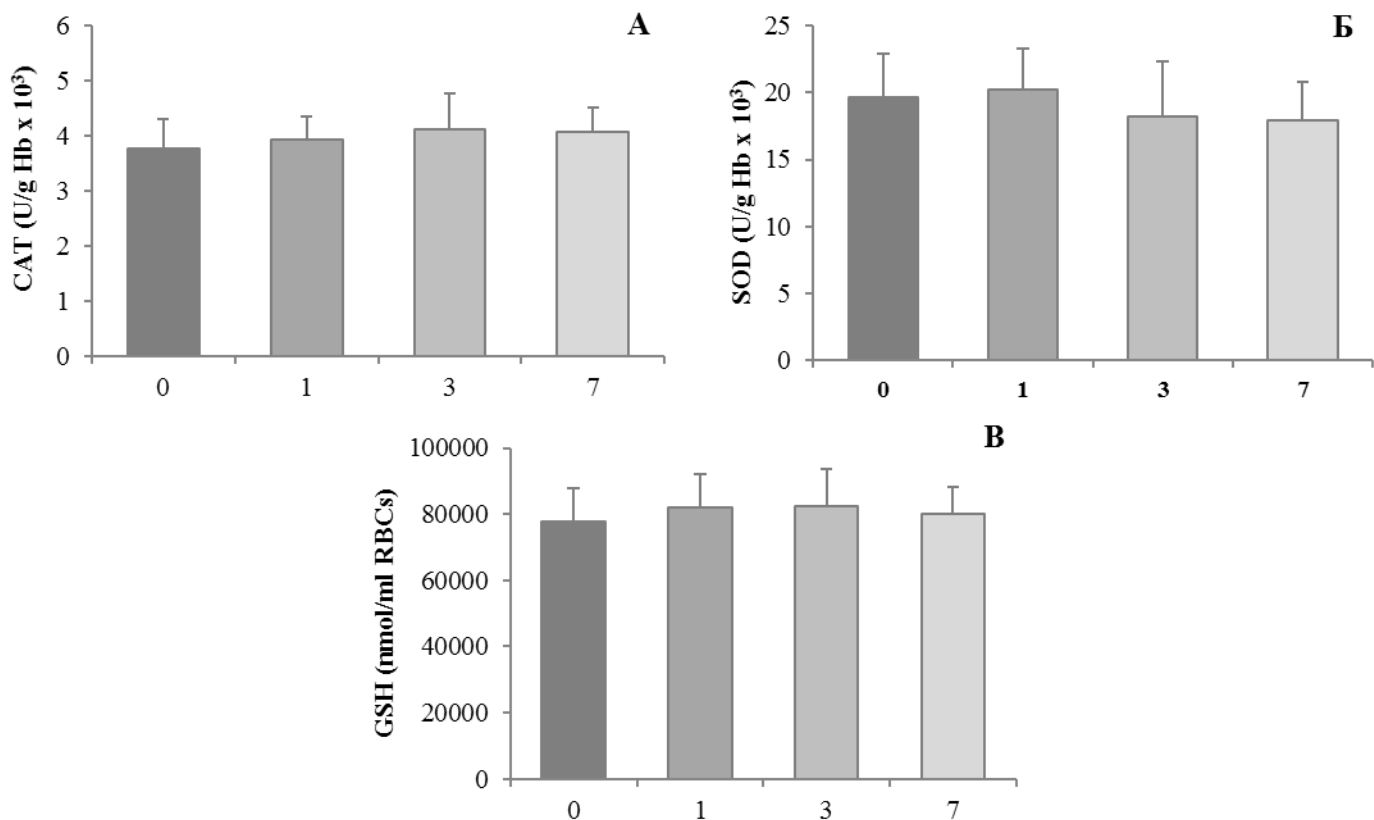 А
CAT (U/g Hb x 10³)
6
5
4
3
2
1
0
0 1 3 7
Б
SOD (U/g Hb x 10³)
25
20
15
10
5
0
0 1 3 7
В
GSH (nmol/ml RBCs)
100000
80000
60000
40000
20000
0
0 1 3 7